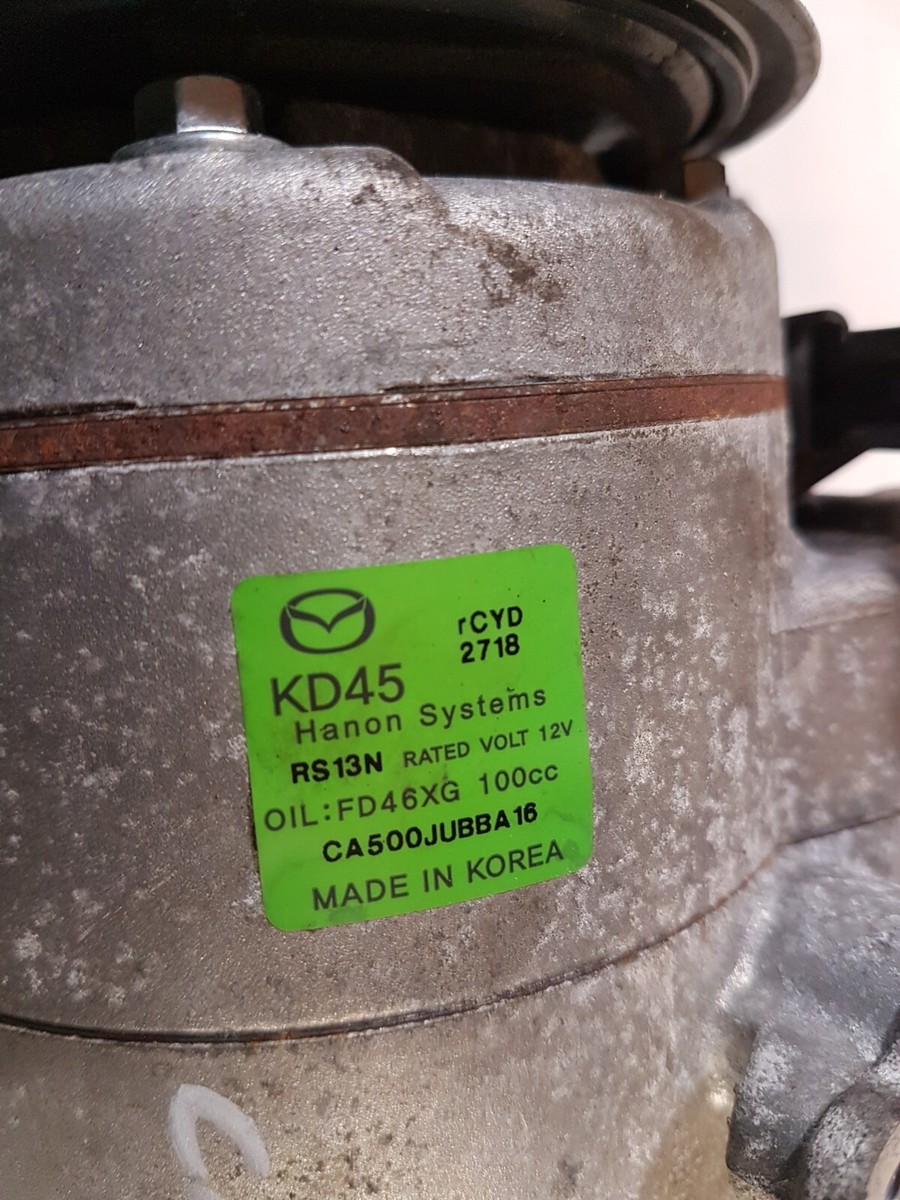 rCYD
2718
KD45
Hanon Systems
RS13N RATED VOLT 12V
OIL:FD46XG 100cc
CA500JUBBA16
MADE IN KOREA